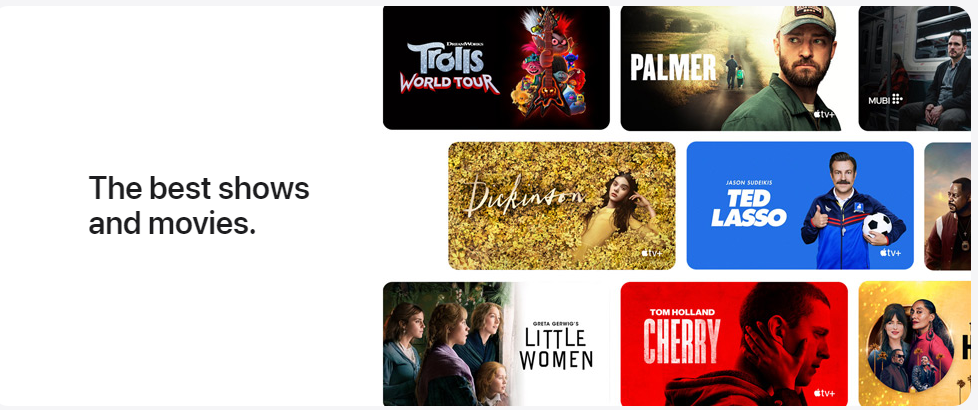 The best shows
and movies.
DREAMWORKS
Trolls
WORLD TOUR
PALMER
tv+
MUBI
Dickinson
tv+
JASON SUDEIKIS
TED
LASSO
tv+
GRETA GERWIG'S
LITTLE
WOMEN
TOM HOLLAND
CHERRY
tv+
H